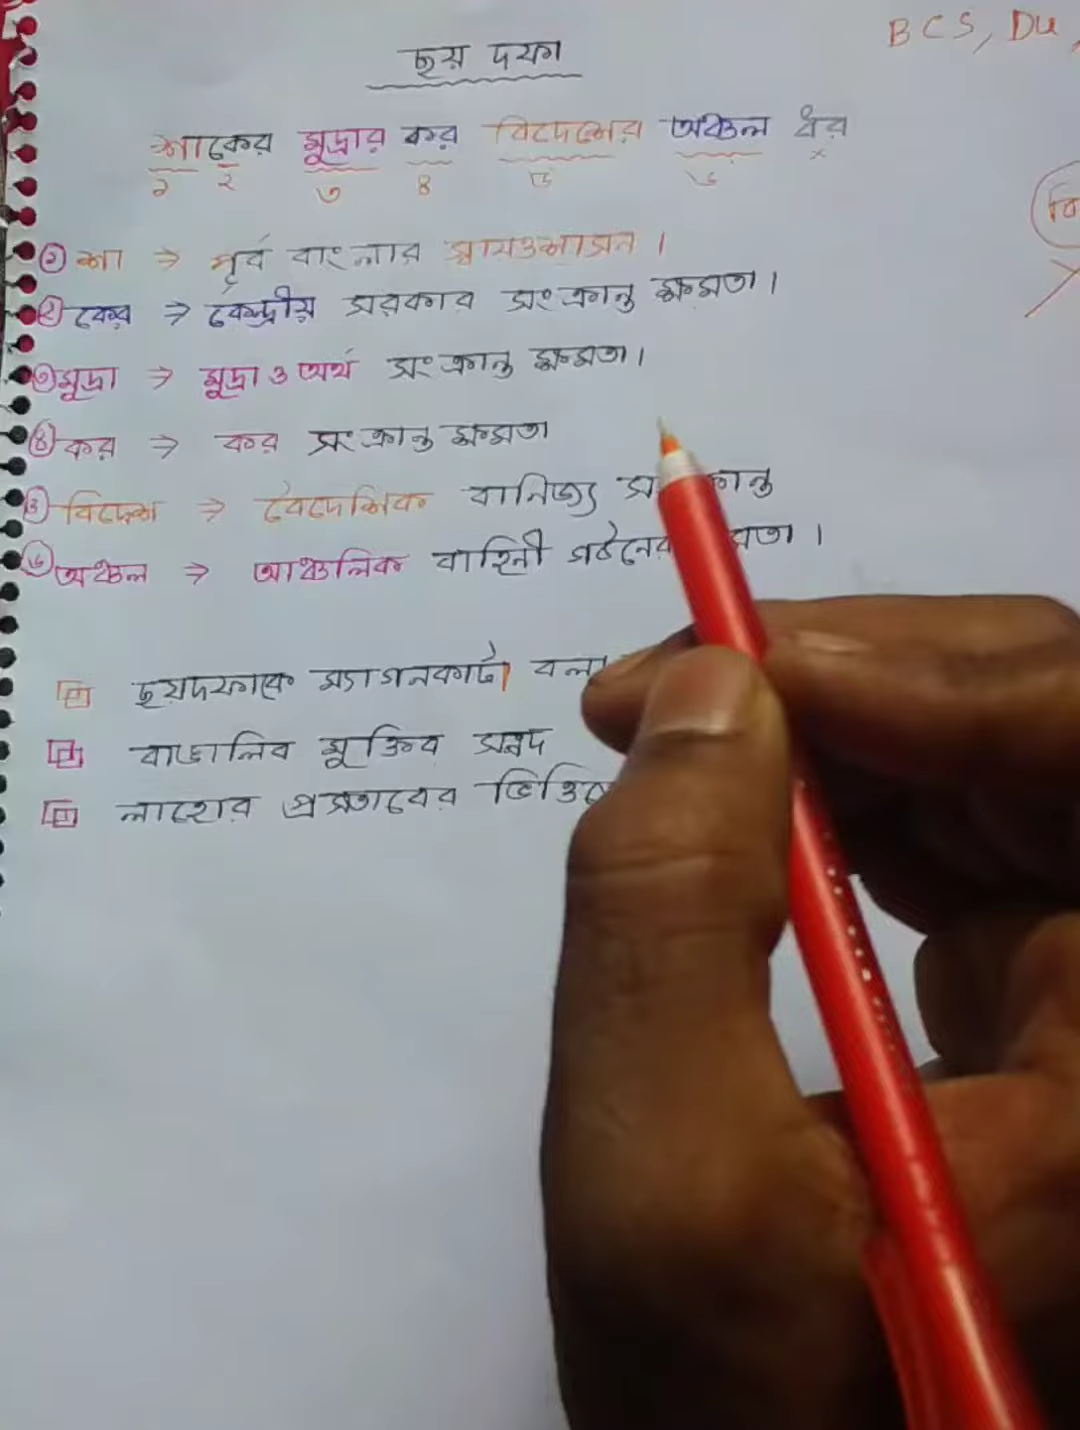 BCS, DU,
ছয় দফা
শাকের মুদ্রার কর বিদেশের অঞ্চল ধর
১ ২ ৩ ৪ ৫ ৬ x
বি
১ শা ⇒ পূর্ব বাংলার স্বায়ত্তশাসন।
২ কের ⇒ কেন্দ্রীয় সরকার সংক্রান্ত ক্ষমতা।
৩ মুদ্রা ⇒ মুদ্রা ও অর্থ সংক্রান্ত ক্ষমতা।
৪ কর ⇒ কর সংক্রান্ত ক্ষমতা
৫ বিদেশ ⇒ বৈদেশিক বানিজ্য
৬ অঞ্চল ⇒ আঞ্চলিক বাহিনী গঠনের
ছয়দফাকে ম্যাগনাকার্টা বলা
বাঙালির মুক্তির সনদ
লাহোর প্রস্তাবের